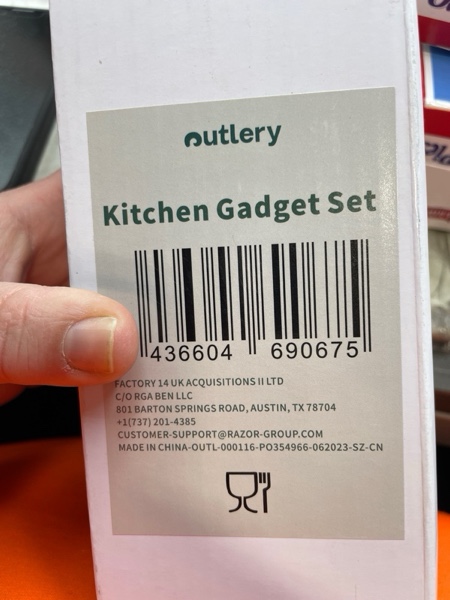 outlery
Kitchen Gadget Set
436604 690675
FACTORY 14 UK ACQUISITIONS II LTD
C/O RGA BEN LLC
801 BARTON SPRINGS ROAD, AUSTIN, TX 78704
+1(737) 201-4385
CUSTOMER-SUPPORT@RAZOR-GROUP.COM
MADE IN CHINA-OUTL-000116-PO354966-062023-SZ-CN